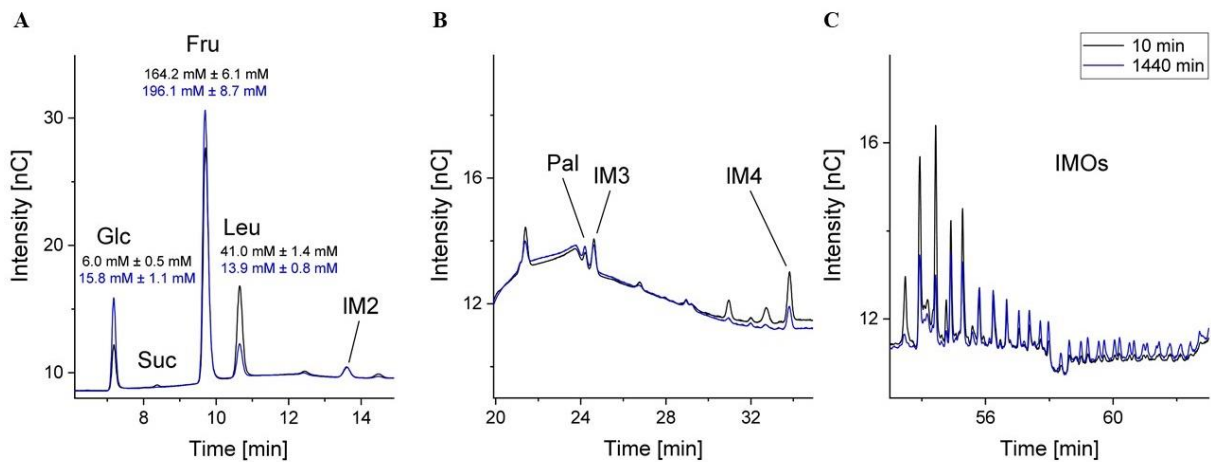 A
Fru
164.2 mM ± 6.1 mM
196.1 mM ± 8.7 mM
Glc
6.0 mM ± 0.5 mM
15.8 mM ± 1.1 mM
Suc
Leu
41.0 mM ± 1.4 mM
13.9 mM ± 0.8 mM
IM2
30
20
10
Intensity [nC]
8
10
12
14
Time [min]
B
Pal
IM3
IM4
16
12
Intensity [nC]
20
24
28
32
Time [min]
C
10 min
1440 min
IMOs
16
12
Intensity [nC]
56
60
Time [min]